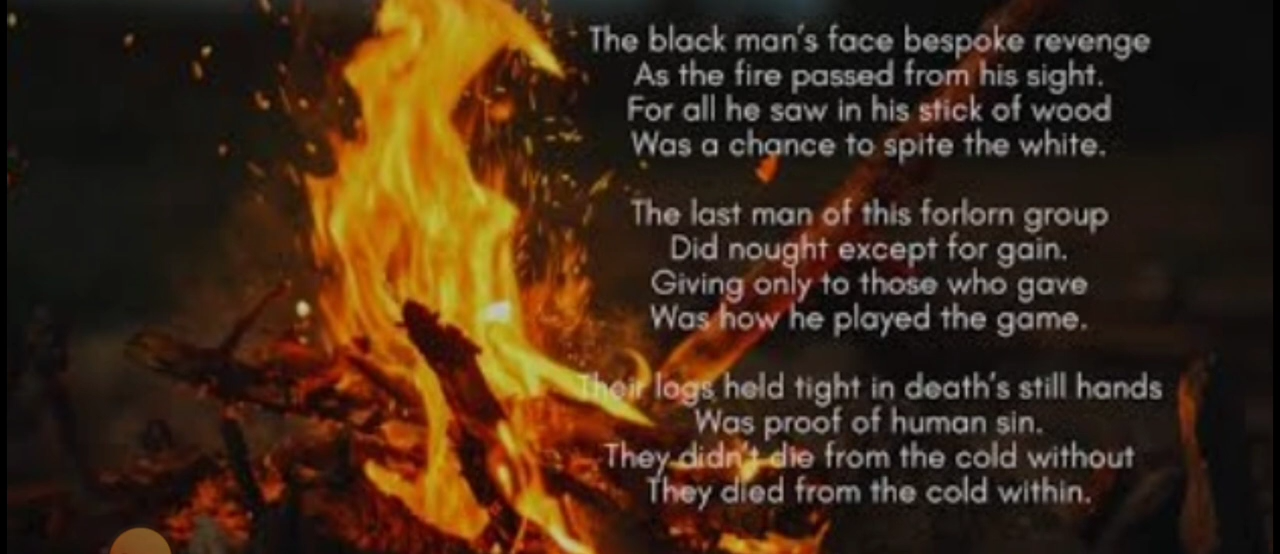 The black man's face bespoke revenge
As the fire passed from his sight.
For all he saw in his stick of wood
Was a chance to spite the white.
The last man of this forlorn group
Did nought except for gain.
Giving only to those who gave
Was how he played the game.
Their logs held tight in death's still hands
Was proof of human sin.
They didn't die from the cold without
They died from the cold within.